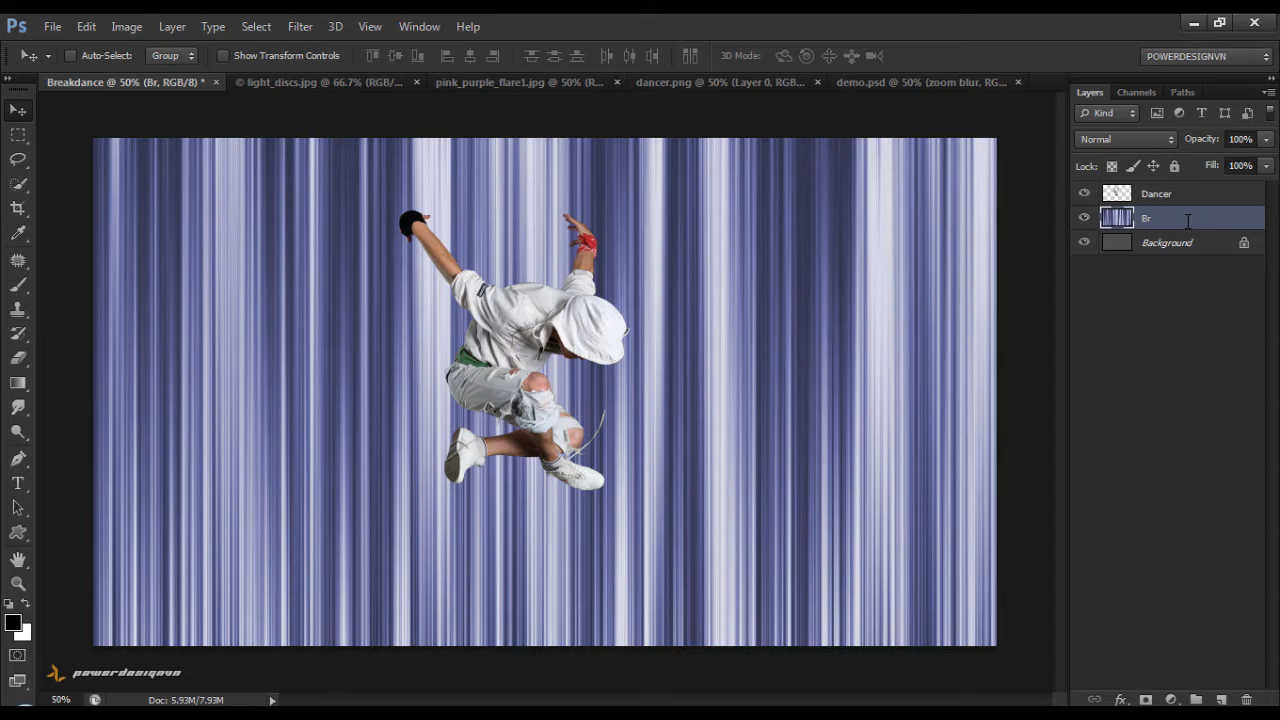 Ps File Edit Image Layer Type Select Filter 3D View Window Help
Auto-Select: Group Show Transform Controls 3D Mode: POWERDESIGNVN
Breakdance @ 50% (Br, RGB/8) * × © light_discs.jpg @ 66.7% (RGB/... × pink_purple_flare1.jpg @ 50% (R... × dancer.png @ 50% (Layer 0, RGB... × demo.psd @ 50% (zoom blur, RG... ×
Layers Channels Paths
Kind
Normal Opacity: 100%
Lock: Fill: 100%
Dancer
Br
Background
powerdesignvn
50% Doc: 5.93M/7.93M
fx